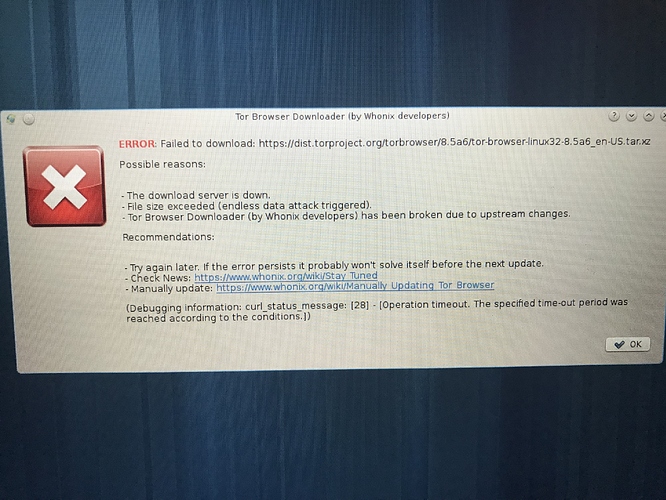 Tor Browser Downloader (by Whonix developers)
ERROR: Failed to download: https://dist.torproject.org/torbrowser/8.5a6/tor-browser-linux32-8.5a6_en-US.tar.xz
Possible reasons:
- The download server is down.
- File size exceeded (endless data attack triggered).
- Tor Browser Downloader (by Whonix developers) has been broken due to upstream changes.
Recommendations:
- Try again later. If the error persists it probably won't solve itself before the next update.
- Check News: https://www.whonix.org/wiki/Stay_Tuned
- Manually update: https://www.whonix.org/wiki/Manually_Updating_Tor_Browser
(Debugging information: curl_status_message: [28] - [Operation timeout. The specified time-out period was
reached according to the conditions.])
OK